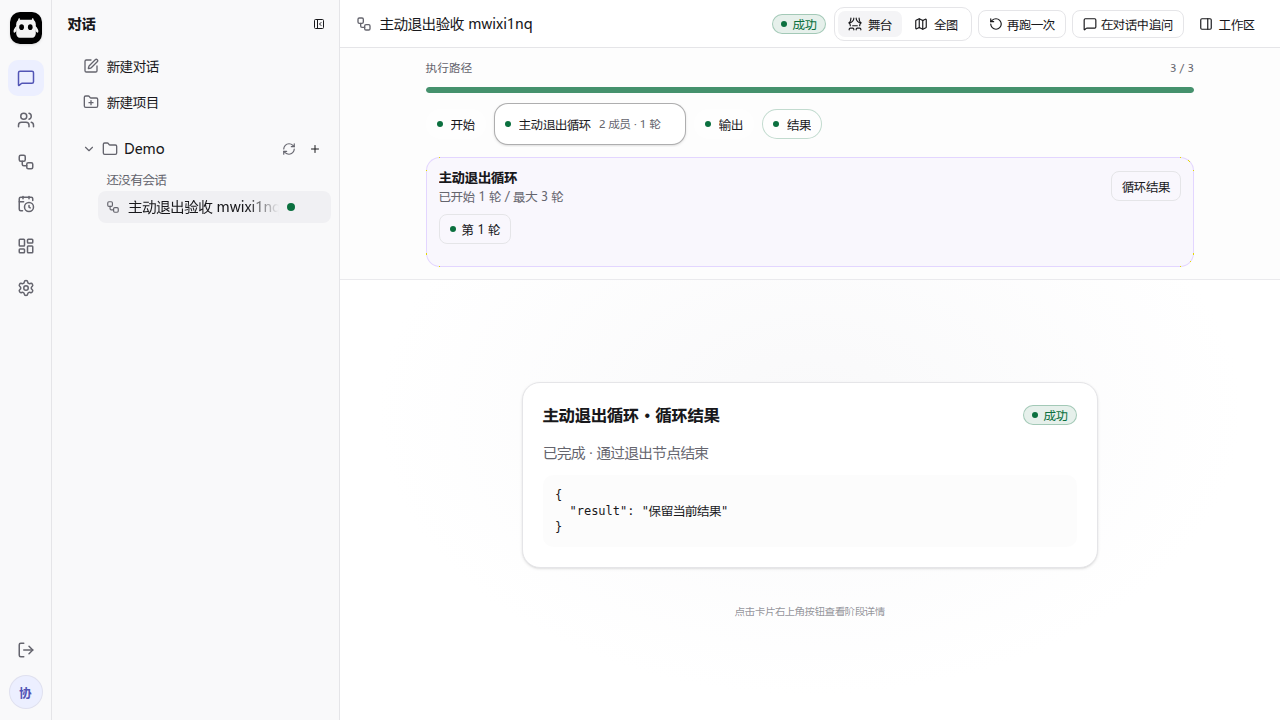 对话
新建对话
新建项目
Demo
还没有会话
主动退出验收 mwixi1nq
协
主动退出验收 mwixi1nq
成功
舞台
全图
再跑一次
在对话中追问
工作区
执行路径
3 / 3
开始
主动退出循环 2 成员 · 1 轮
输出
结果
主动退出循环
已开始 1 轮 / 最大 3 轮
循环结果
第 1 轮
主动退出循环 · 循环结果
成功
已完成 · 通过退出节点结束
{
"result": "保留当前结果"
}
点击卡片右上角按钮查看阶段详情